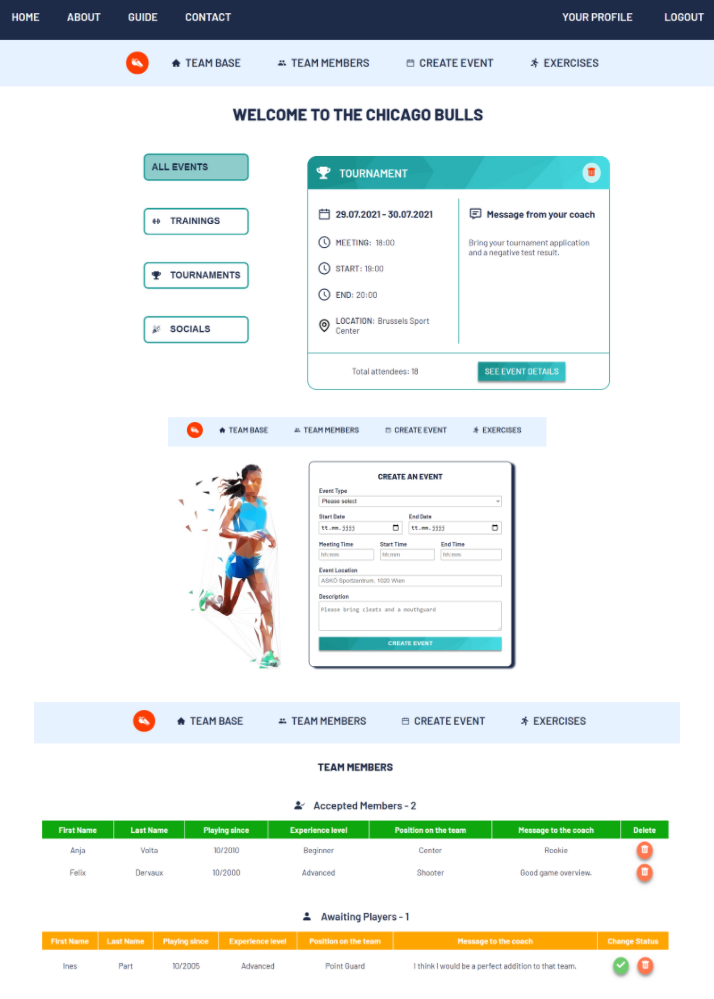 HOME ABOUT GUIDE CONTACT YOUR PROFILE LOGOUT
TEAM BASE TEAM MEMBERS CREATE EVENT EXERCISES
WELCOME TO THE CHICAGO BULLS
ALL EVENTS
TRAININGS
TOURNAMENTS
SOCIALS
TOURNAMENT
29.07.2021 - 30.07.2021
MEETING: 18:00
START: 19:00
END: 20:00
LOCATION: Brussels Sport
Center
Message from your coach
Bring your tournament application
and a negative test result.
Total attendees: 18
SEE EVENT DETAILS
TEAM BASE TEAM MEMBERS CREATE EVENT EXERCISES
CREATE AN EVENT
Event Type
Please select
Start Date End Date
tt.mm.jjjj tt.mm.jjjj
Meeting Time Start Time End Time
hh:mm hh:mm hh:mm
Event Location
ASKÖ Sportzentrum, 1020 Wien
Description
Please bring cleats and a mouthguard
CREATE EVENT
TEAM BASE TEAM MEMBERS CREATE EVENT EXERCISES
TEAM MEMBERS
Accepted Members - 2
First Name Last Name Playing since Experience level Position on the team Message to the coach Delete
Anja Volta 10/2010 Beginner Center Rookie
Felix Dervaux 10/2000 Advanced Shooter Good game overview.
Awaiting Players - 1
First Name Last Name Playing since Experience level Position on the team Message to the coach Change Status
Ines Part 10/2005 Advanced Point Guard I think I would be a perfect addition to that team.